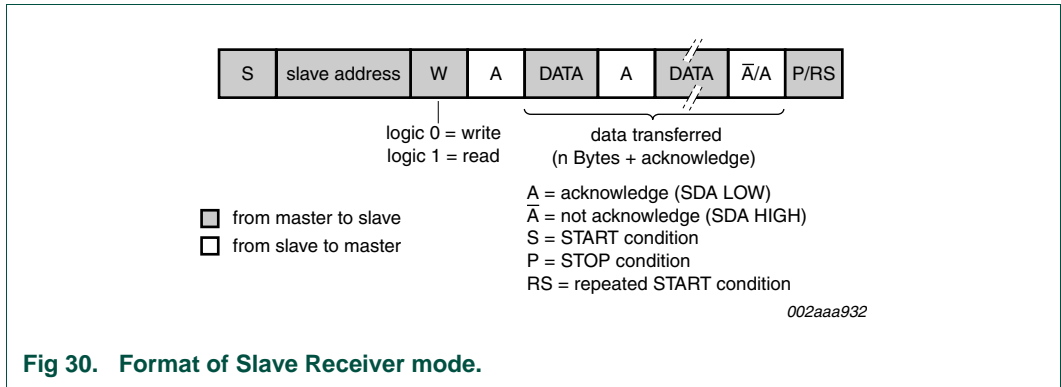 S slave address W A DATA A DATA A̅/A P/RS
logic 0 = write
logic 1 = read
data transferred
(n Bytes + acknowledge)
A = acknowledge (SDA LOW)
A̅ = not acknowledge (SDA HIGH)
S = START condition
P = STOP condition
RS = repeated START condition
from master to slave
from slave to master
002aaa932
Fig 30. Format of Slave Receiver mode.